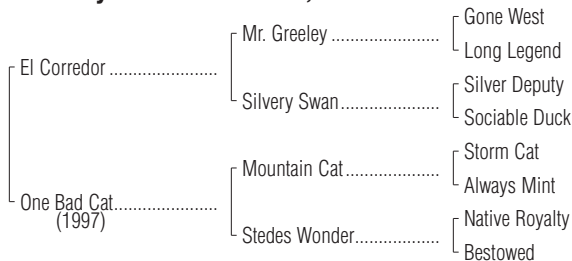 Gone West
Mr. Greeley ....................
Long Legend
El Corredor ....................
Silver Deputy
Silvery Swan ....................
Sociable Duck
Storm Cat
Mountain Cat ....................
Always Mint
One Bad Cat ....................
(1997)
Native Royalty
Stedes Wonder ....................
Bestowed